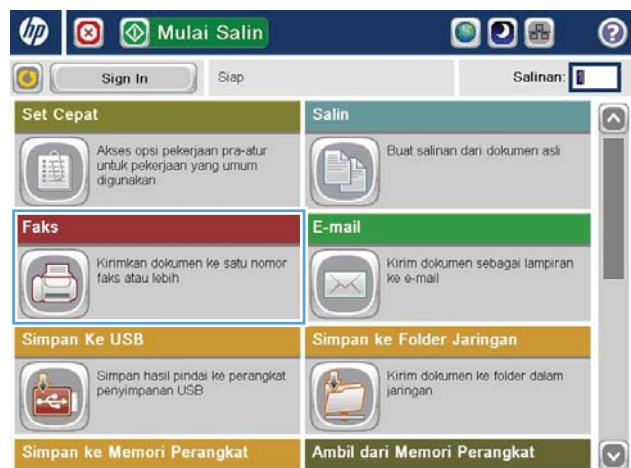 hp
Mulai Salin
?
Sign In
Siap
Salinan: 1
Set Cepat
Akses opsi pekerjaan pra-atur
untuk pekerjaan yang umum
digunakan
Salin
Buat salinan dari dokumen asli
Faks
Kirimkan dokumen ke satu nomor
faks atau lebih
E-mail
Kirim dokumen sebagai lampiran
ke e-mail
Simpan Ke USB
Simpan hasil pindai ke perangkat
penyimpanan USB
Simpan ke Folder Jaringan
Kirim dokumen ke folder dalam
jaringan
Simpan ke Memori Perangkat
Ambil dari Memori Perangkat